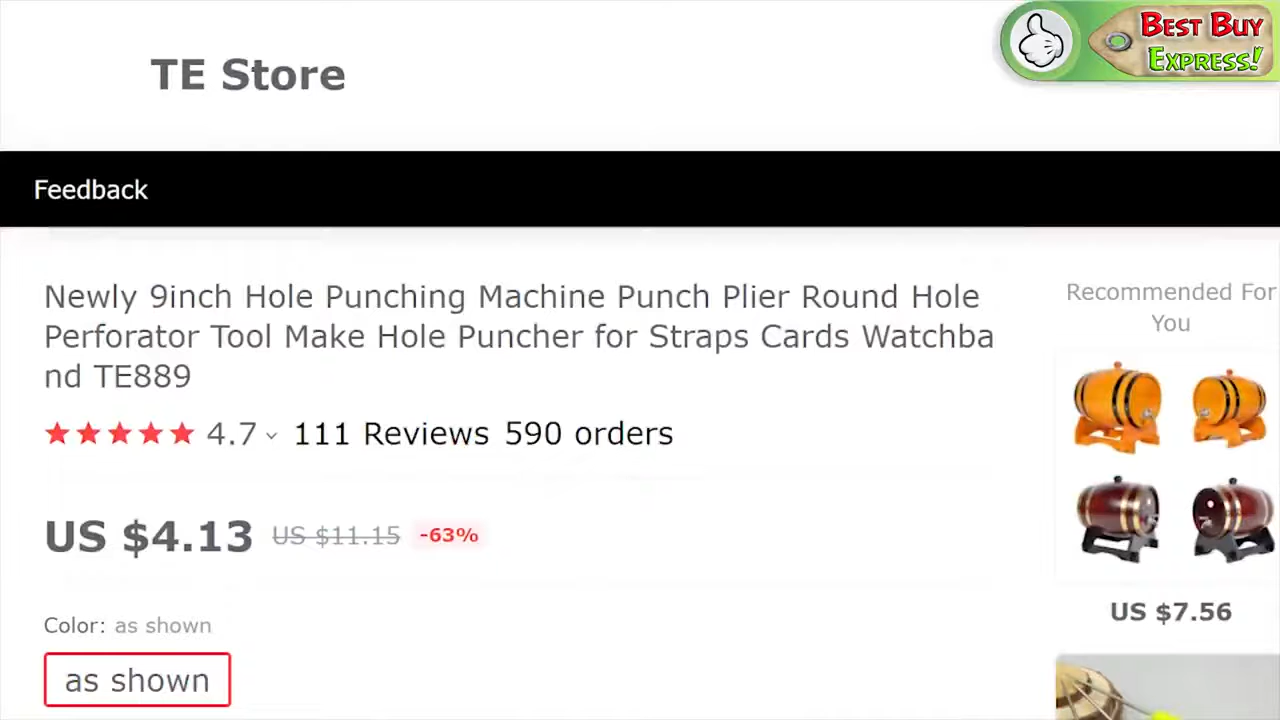 BEST BUY
EXPRESS!
TE Store
Feedback
Newly 9inch Hole Punching Machine Punch Plier Round Hole
Perforator Tool Make Hole Puncher for Straps Cards Watchba
nd TE889
4.7 111 Reviews 590 orders
US $4.13 US $11.15 -63%
Color: as shown
as shown
Recommended For
You
US $7.56